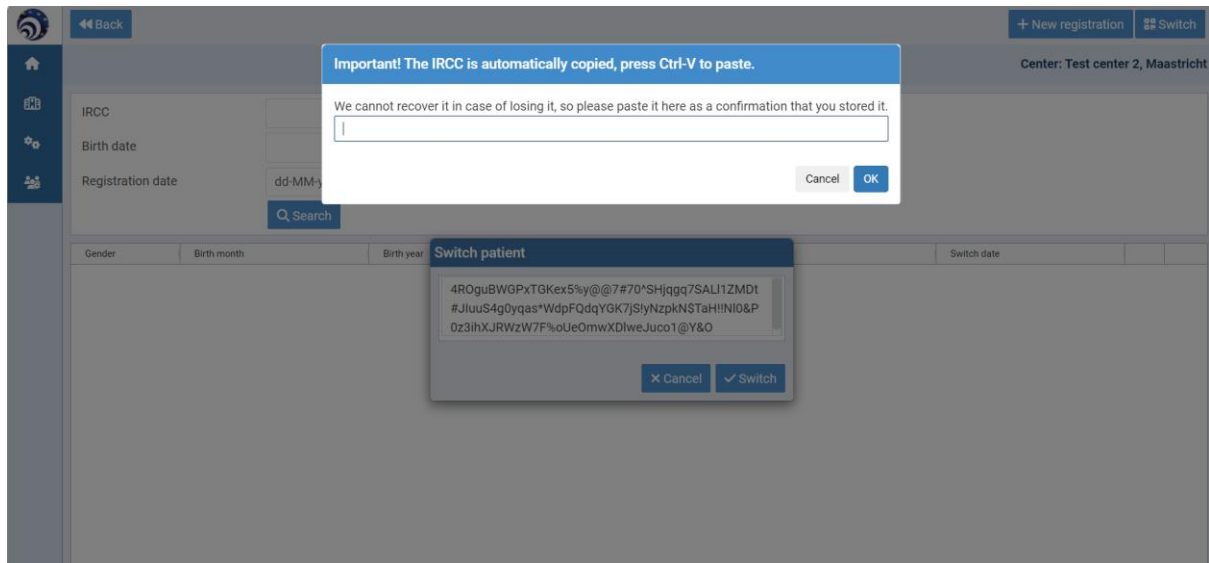 Back
New registration
Switch
Center: Test center 2, Maastricht
Important! The IRCC is automatically copied, press Ctrl-V to paste.
We cannot recover it in case of losing it, so please paste it here as a confirmation that you stored it.
Cancel
OK
IRCC
Birth date
Registration date
dd-MM-y
Search
Gender
Birth month
Birth year
Switch date
Switch patient
4ROguBWGPxTGKex5%y@@7#70^SHjqgq7SALl1ZMDt
#JIuuS4g0yqas*WdpFQdqYGK7jS!yNzpkN$TaH!!Nl0&P
0z3ihXJRWzW7F%oUeOmwXDlweJuco1@Y&O
Cancel
Switch